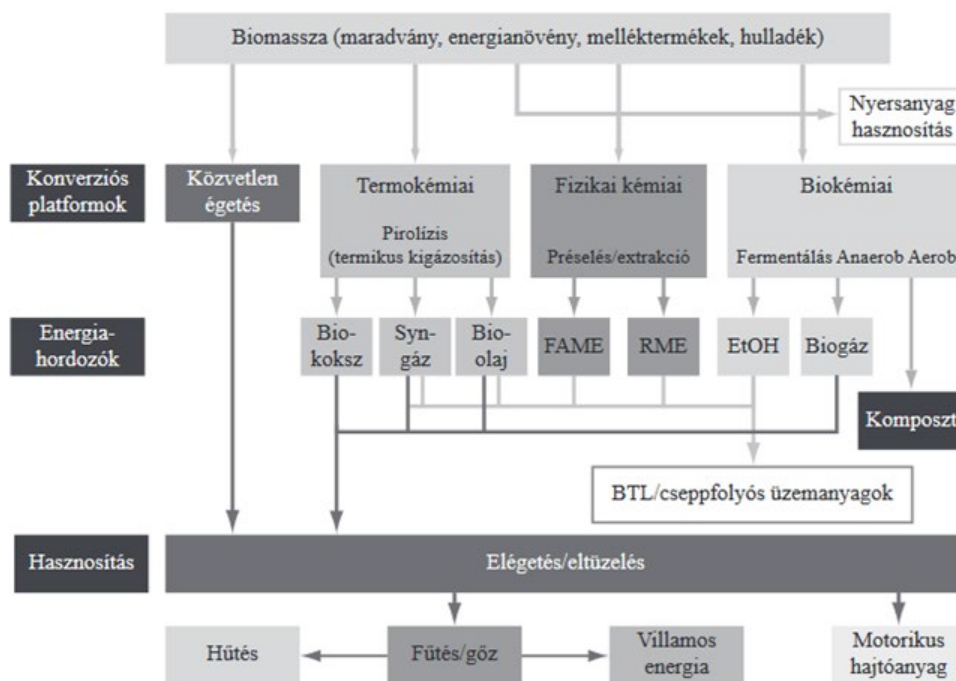 Biomassza (maradvány, energianövény, melléktermékek, hulladék)
Nyersanyag
hasznosítás
Konverziós
platformok
Közvetlen
égetés
Termokémiai
Pirolízis
(termikus kigázosítás)
Fizikai kémiai
Préselés/extrakció
Biokémiai
Fermentálás Anaerob Aerob
Energia-
hordozók
Bio-
koksz
Syn-
gáz
Bio-
olaj
FAME
RME
EtOH
Biogáz
Komposzt
BTL/cseppfolyós üzemanyagok
Hasznosítás
Elégetés/eltüzelés
Hűtés
Fűtés/gőz
Villamos
energia
Motorikus
hajtóanyag